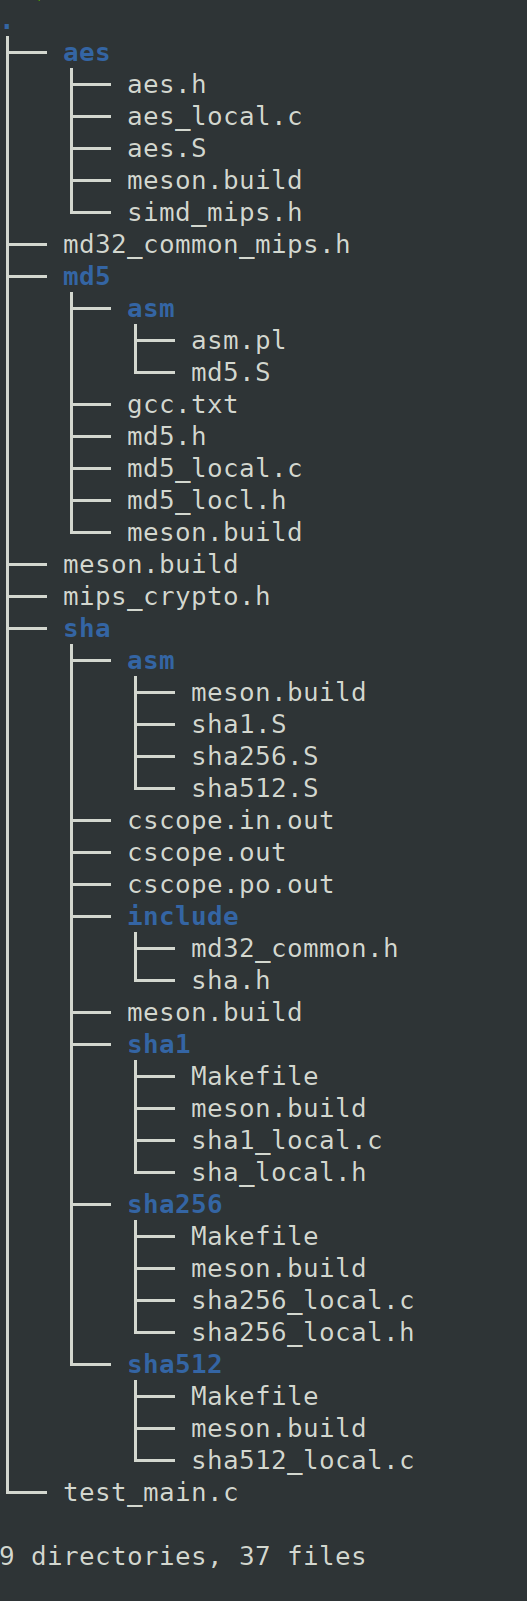 .
├── aes
│   ├── aes.h
│   ├── aes_local.c
│   ├── aes.S
│   ├── meson.build
│   └── simd_mips.h
├── md32_common_mips.h
├── md5
│   ├── asm
│   │   ├── asm.pl
│   │   └── md5.S
│   ├── gcc.txt
│   ├── md5.h
│   ├── md5_local.c
│   ├── md5_locl.h
│   └── meson.build
├── meson.build
├── mips_crypto.h
├── sha
│   ├── asm
│   │   ├── meson.build
│   │   ├── sha1.S
│   │   ├── sha256.S
│   │   └── sha512.S
│   ├── cscope.in.out
│   ├── cscope.out
│   ├── cscope.po.out
│   ├── include
│   │   ├── md32_common.h
│   │   └── sha.h
│   ├── meson.build
│   ├── sha1
│   │   ├── Makefile
│   │   ├── meson.build
│   │   ├── sha1_local.c
│   │   └── sha_local.h
│   ├── sha256
│   │   ├── Makefile
│   │   ├── meson.build
│   │   ├── sha256_local.c
│   │   └── sha256_local.h
│   └── sha512
│       ├── Makefile
│       ├── meson.build
│       └── sha512_local.c
└── test_main.c
9 directories, 37 files